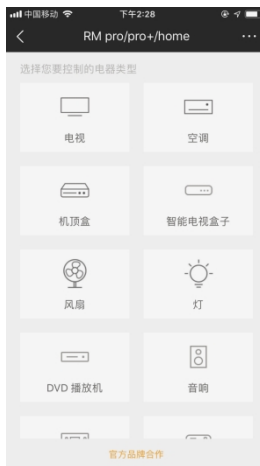 中国移动 下午2:28
RM pro/pro+/home
选择您要控制的电器类型
电视 空调
机顶盒 智能电视盒子
风扇 灯
DVD 播放机 音响
官方品牌合作